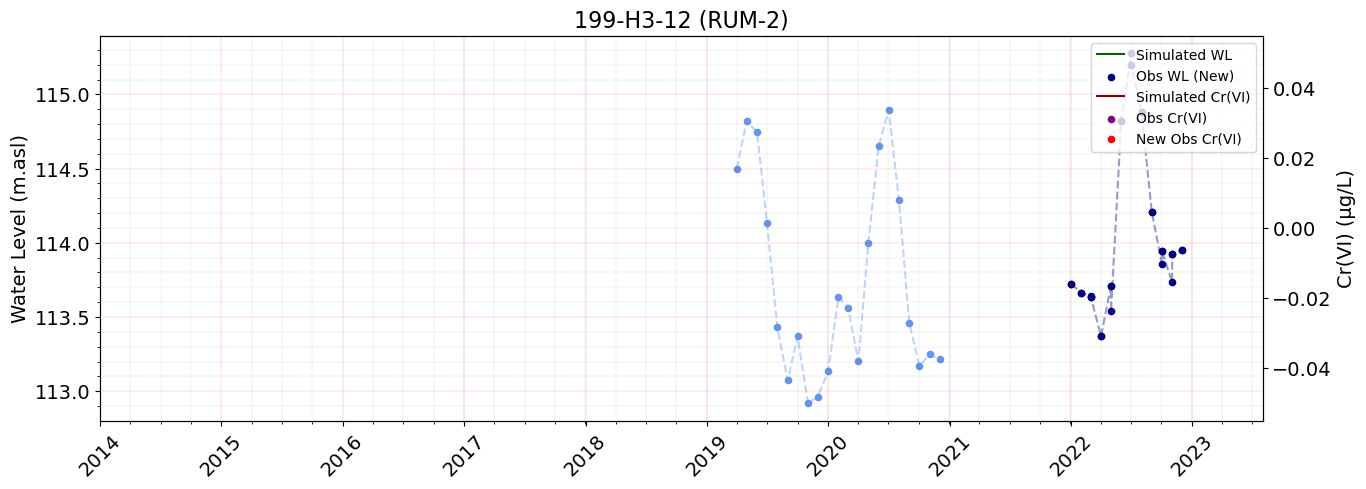 199-H3-12 (RUM-2)
Water Level (m.asl)
115.0
114.5
114.0
113.5
113.0
Simulated WL
Obs WL (New)
Simulated Cr(VI)
Obs Cr(VI)
New Obs Cr(VI)
0.04
0.02
0.00
−0.02
−0.04
Cr(VI) (μg/L)
2014
2015
2016
2017
2018
2019
2020
2021
2022
2023